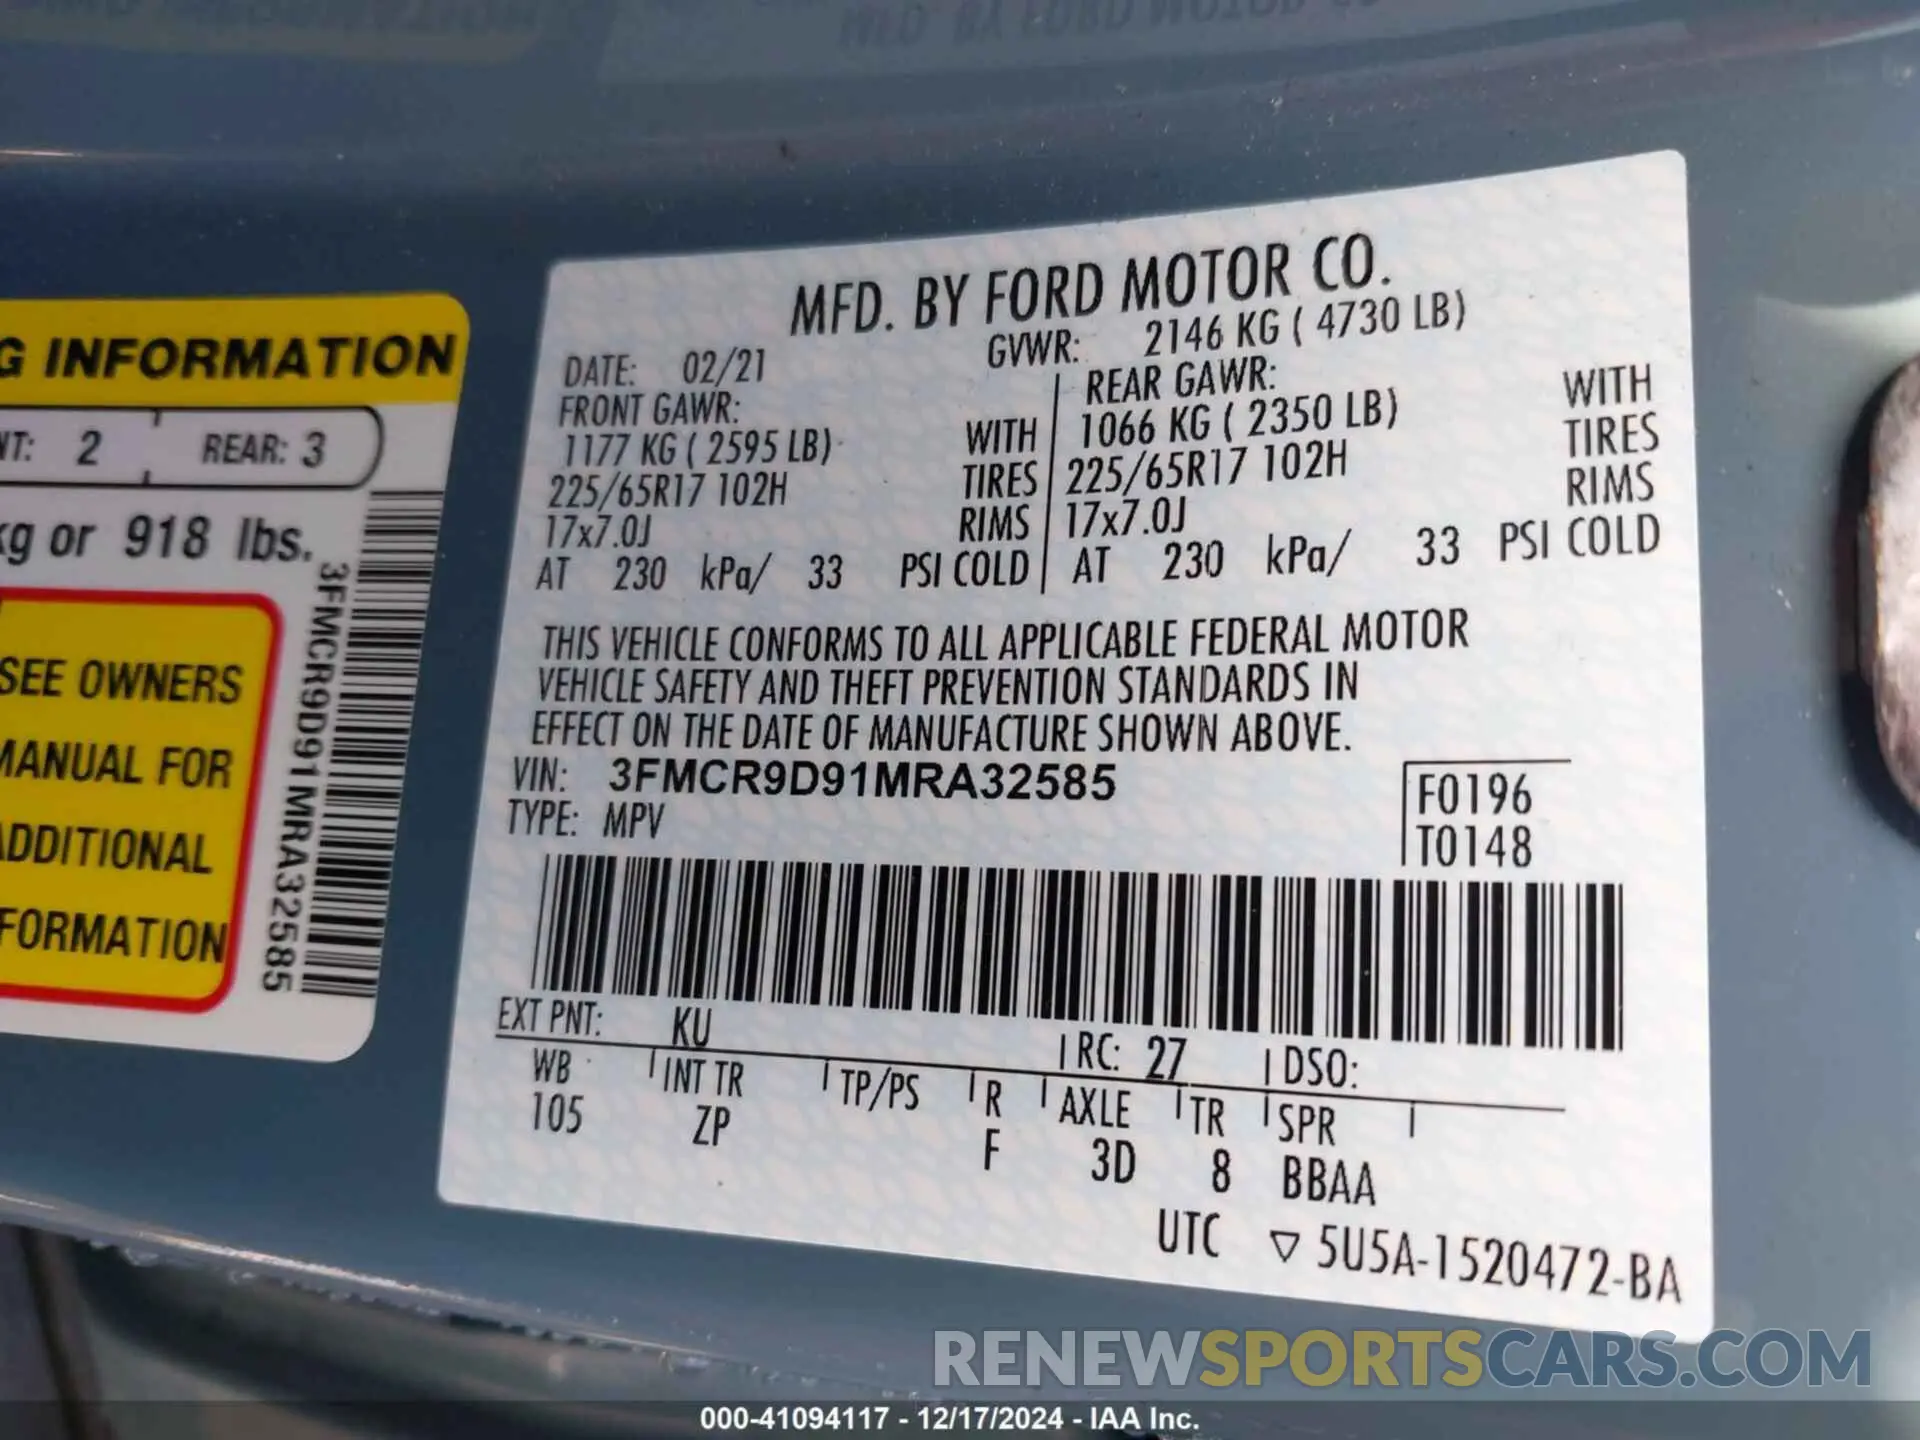 MFD. BY FORD MOTOR CO.
G INFORMATION
NT: 2 REAR: 3
kg or 918 lbs.
SEE OWNERS
MANUAL FOR
ADDITIONAL
FORMATION
3FMCR9D91MRA32585
MFD. BY FORD MOTOR CO.
DATE: 02/21 GVWR: 2146 KG ( 4730 LB)
FRONT GAWR: REAR GAWR: WITH
1177 KG ( 2595 LB) WITH 1066 KG ( 2350 LB) TIRES
225/65R17 102H TIRES 225/65R17 102H RIMS
17x7.0J RIMS 17x7.0J
AT 230 kPa/ 33 PSI COLD AT 230 kPa/ 33 PSI COLD
THIS VEHICLE CONFORMS TO ALL APPLICABLE FEDERAL MOTOR
VEHICLE SAFETY AND THEFT PREVENTION STANDARDS IN
EFFECT ON THE DATE OF MANUFACTURE SHOWN ABOVE.
VIN: 3FMCR9D91MRA32585 F0196
TYPE: MPV T0148
EXT PNT: KU RC: 27 DSO:
WB INT TR TP/PS R AXLE TR SPR
105 ZP F 3D 8 BBAA
UTC ▽ 5U5A-1520472-BA
RENEWSPORTSCARS.COM
000-41094117 - 12/17/2024 - IAA Inc.